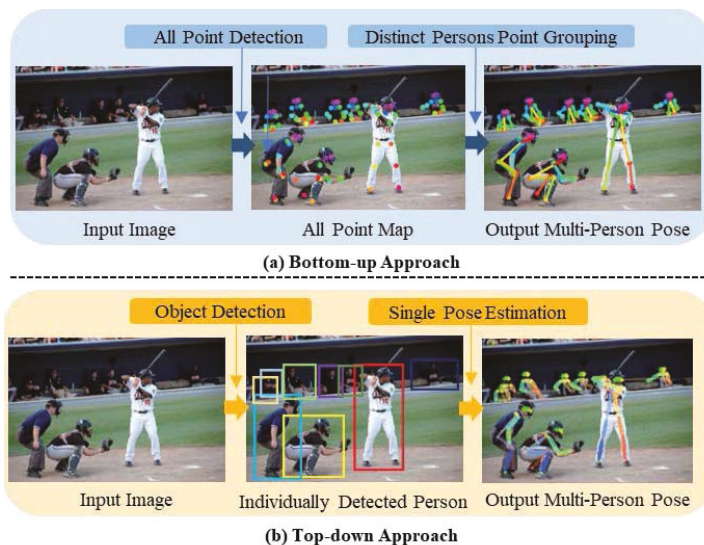 All Point Detection
Distinct Persons Point Grouping
Input Image
All Point Map
Output Multi-Person Pose
(a) Bottom-up Approach
Object Detection
Single Pose Estimation
Input Image
Individually Detected Person
Output Multi-Person Pose
(b) Top-down Approach